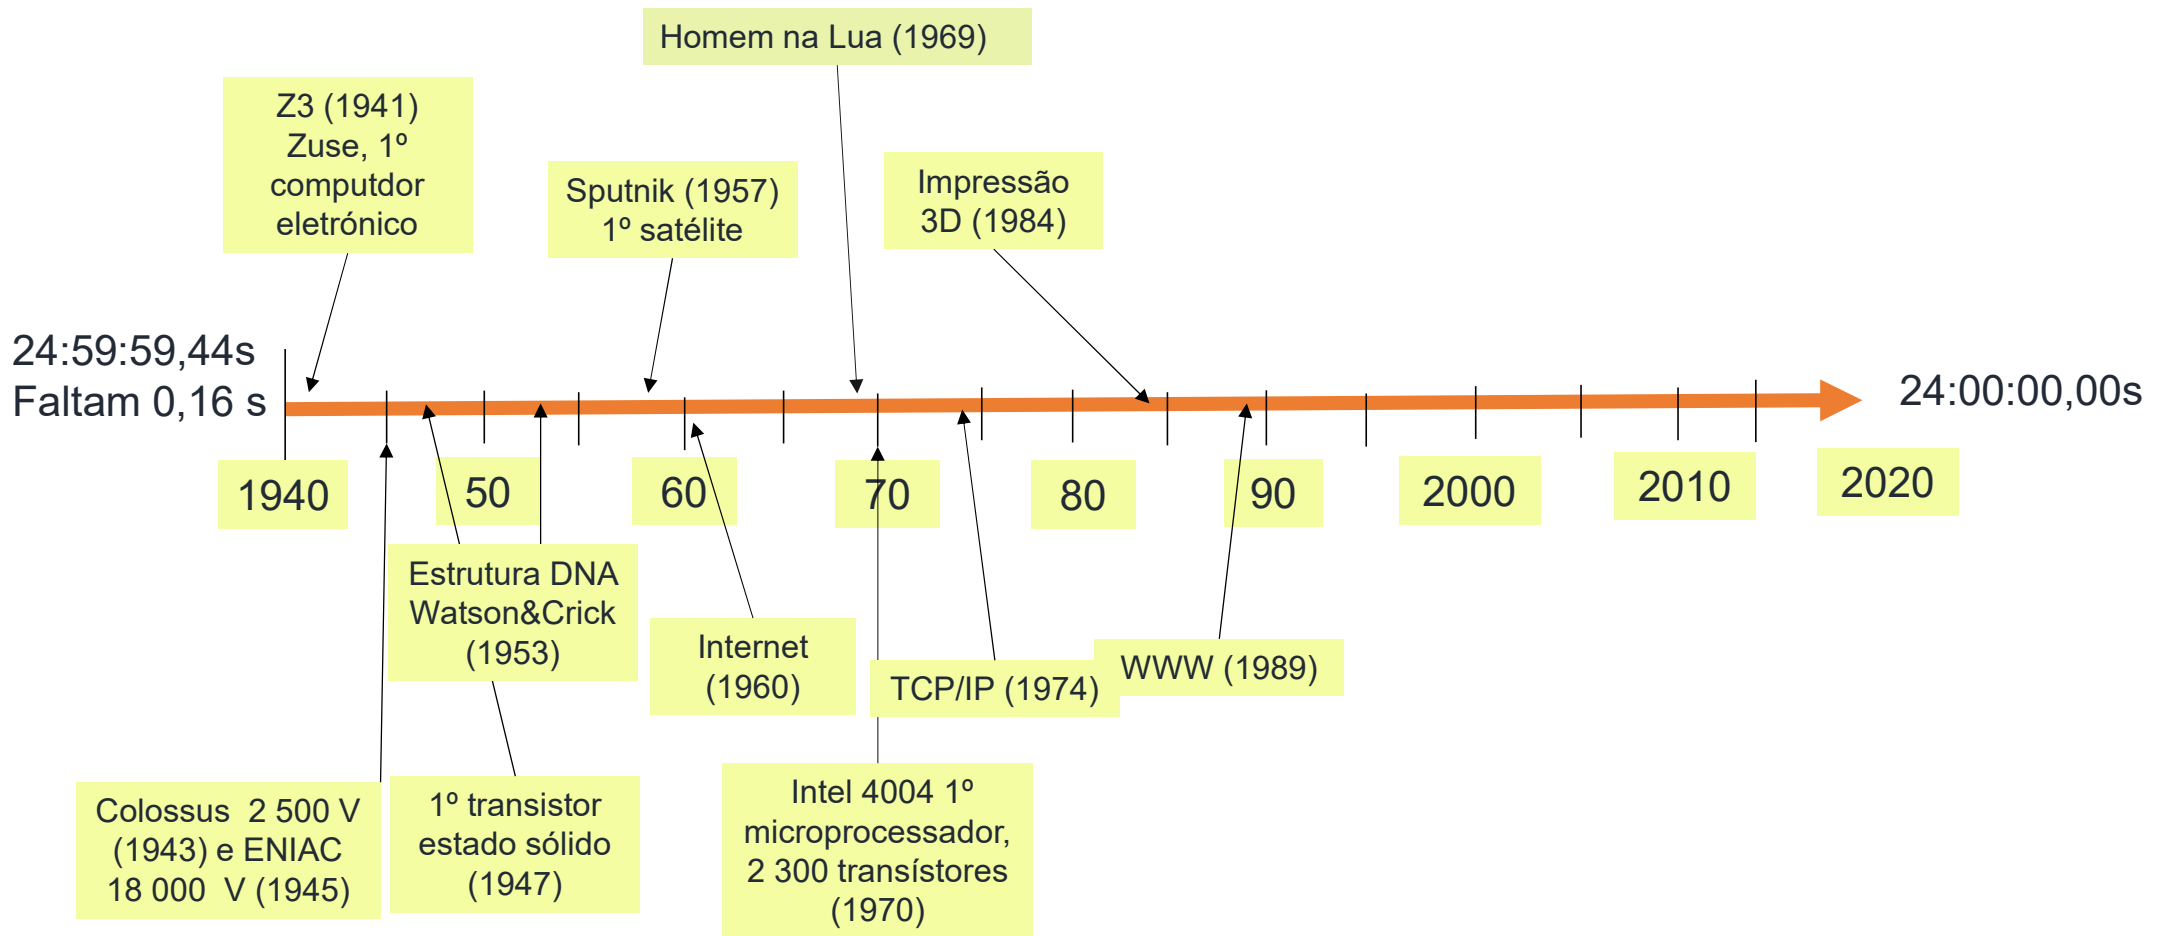 Homem na Lua (1969)
Z3 (1941)
Zuse, 1º
computdor
eletrónico
Sputnik (1957)
1º satélite
Impressão
3D (1984)
24:59:59,44s
Faltam 0,16 s
24:00:00,00s
1940
50
60
70
80
90
2000
2010
2020
Estrutura DNA
Watson&Crick
(1953)
Internet
(1960)
TCP/IP (1974)
WWW (1989)
Colossus 2 500 V
(1943) e ENIAC
18 000 V (1945)
1º transistor
estado sólido
(1947)
Intel 4004 1º
microprocessador,
2 300 transístores
(1970)